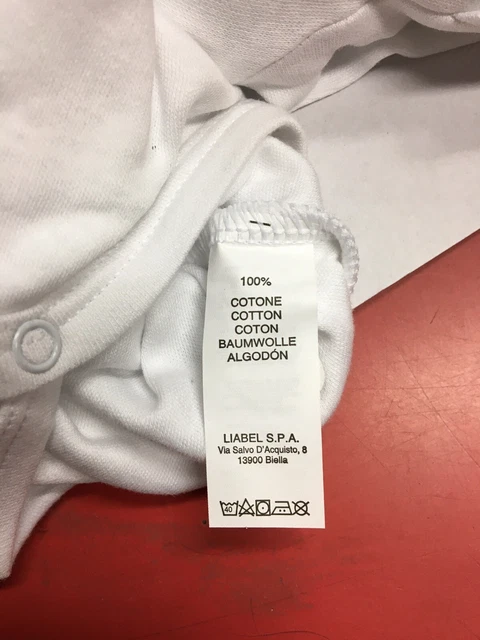 100%
COTONE
COTTON
COTON
BAUMWOLLE
ALGODÓN
LIABEL S.P.A.
Via Salvo D'Acquisto, 8
13900 Biella
40